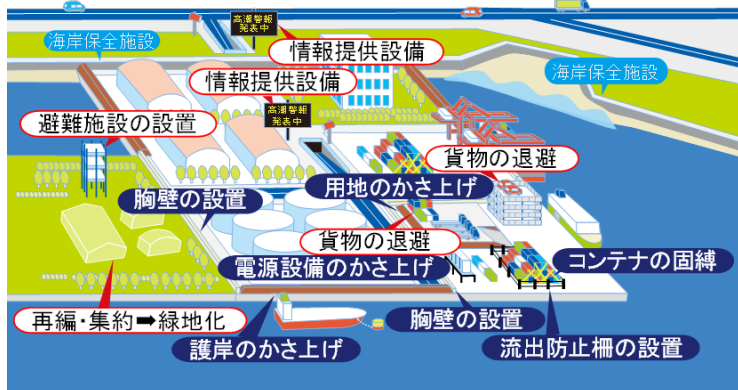 高潮警報
発表中
海岸保全施設
情報提供設備
情報提供設備
海岸保全施設
高潮警報
発表中
避難施設の設置
貨物の退避
胸壁の設置
用地のかさ上げ
貨物の退避
電源設備のかさ上げ
コンテナの固縛
再編・集約➡緑地化
胸壁の設置
護岸のかさ上げ
流出防止柵の設置